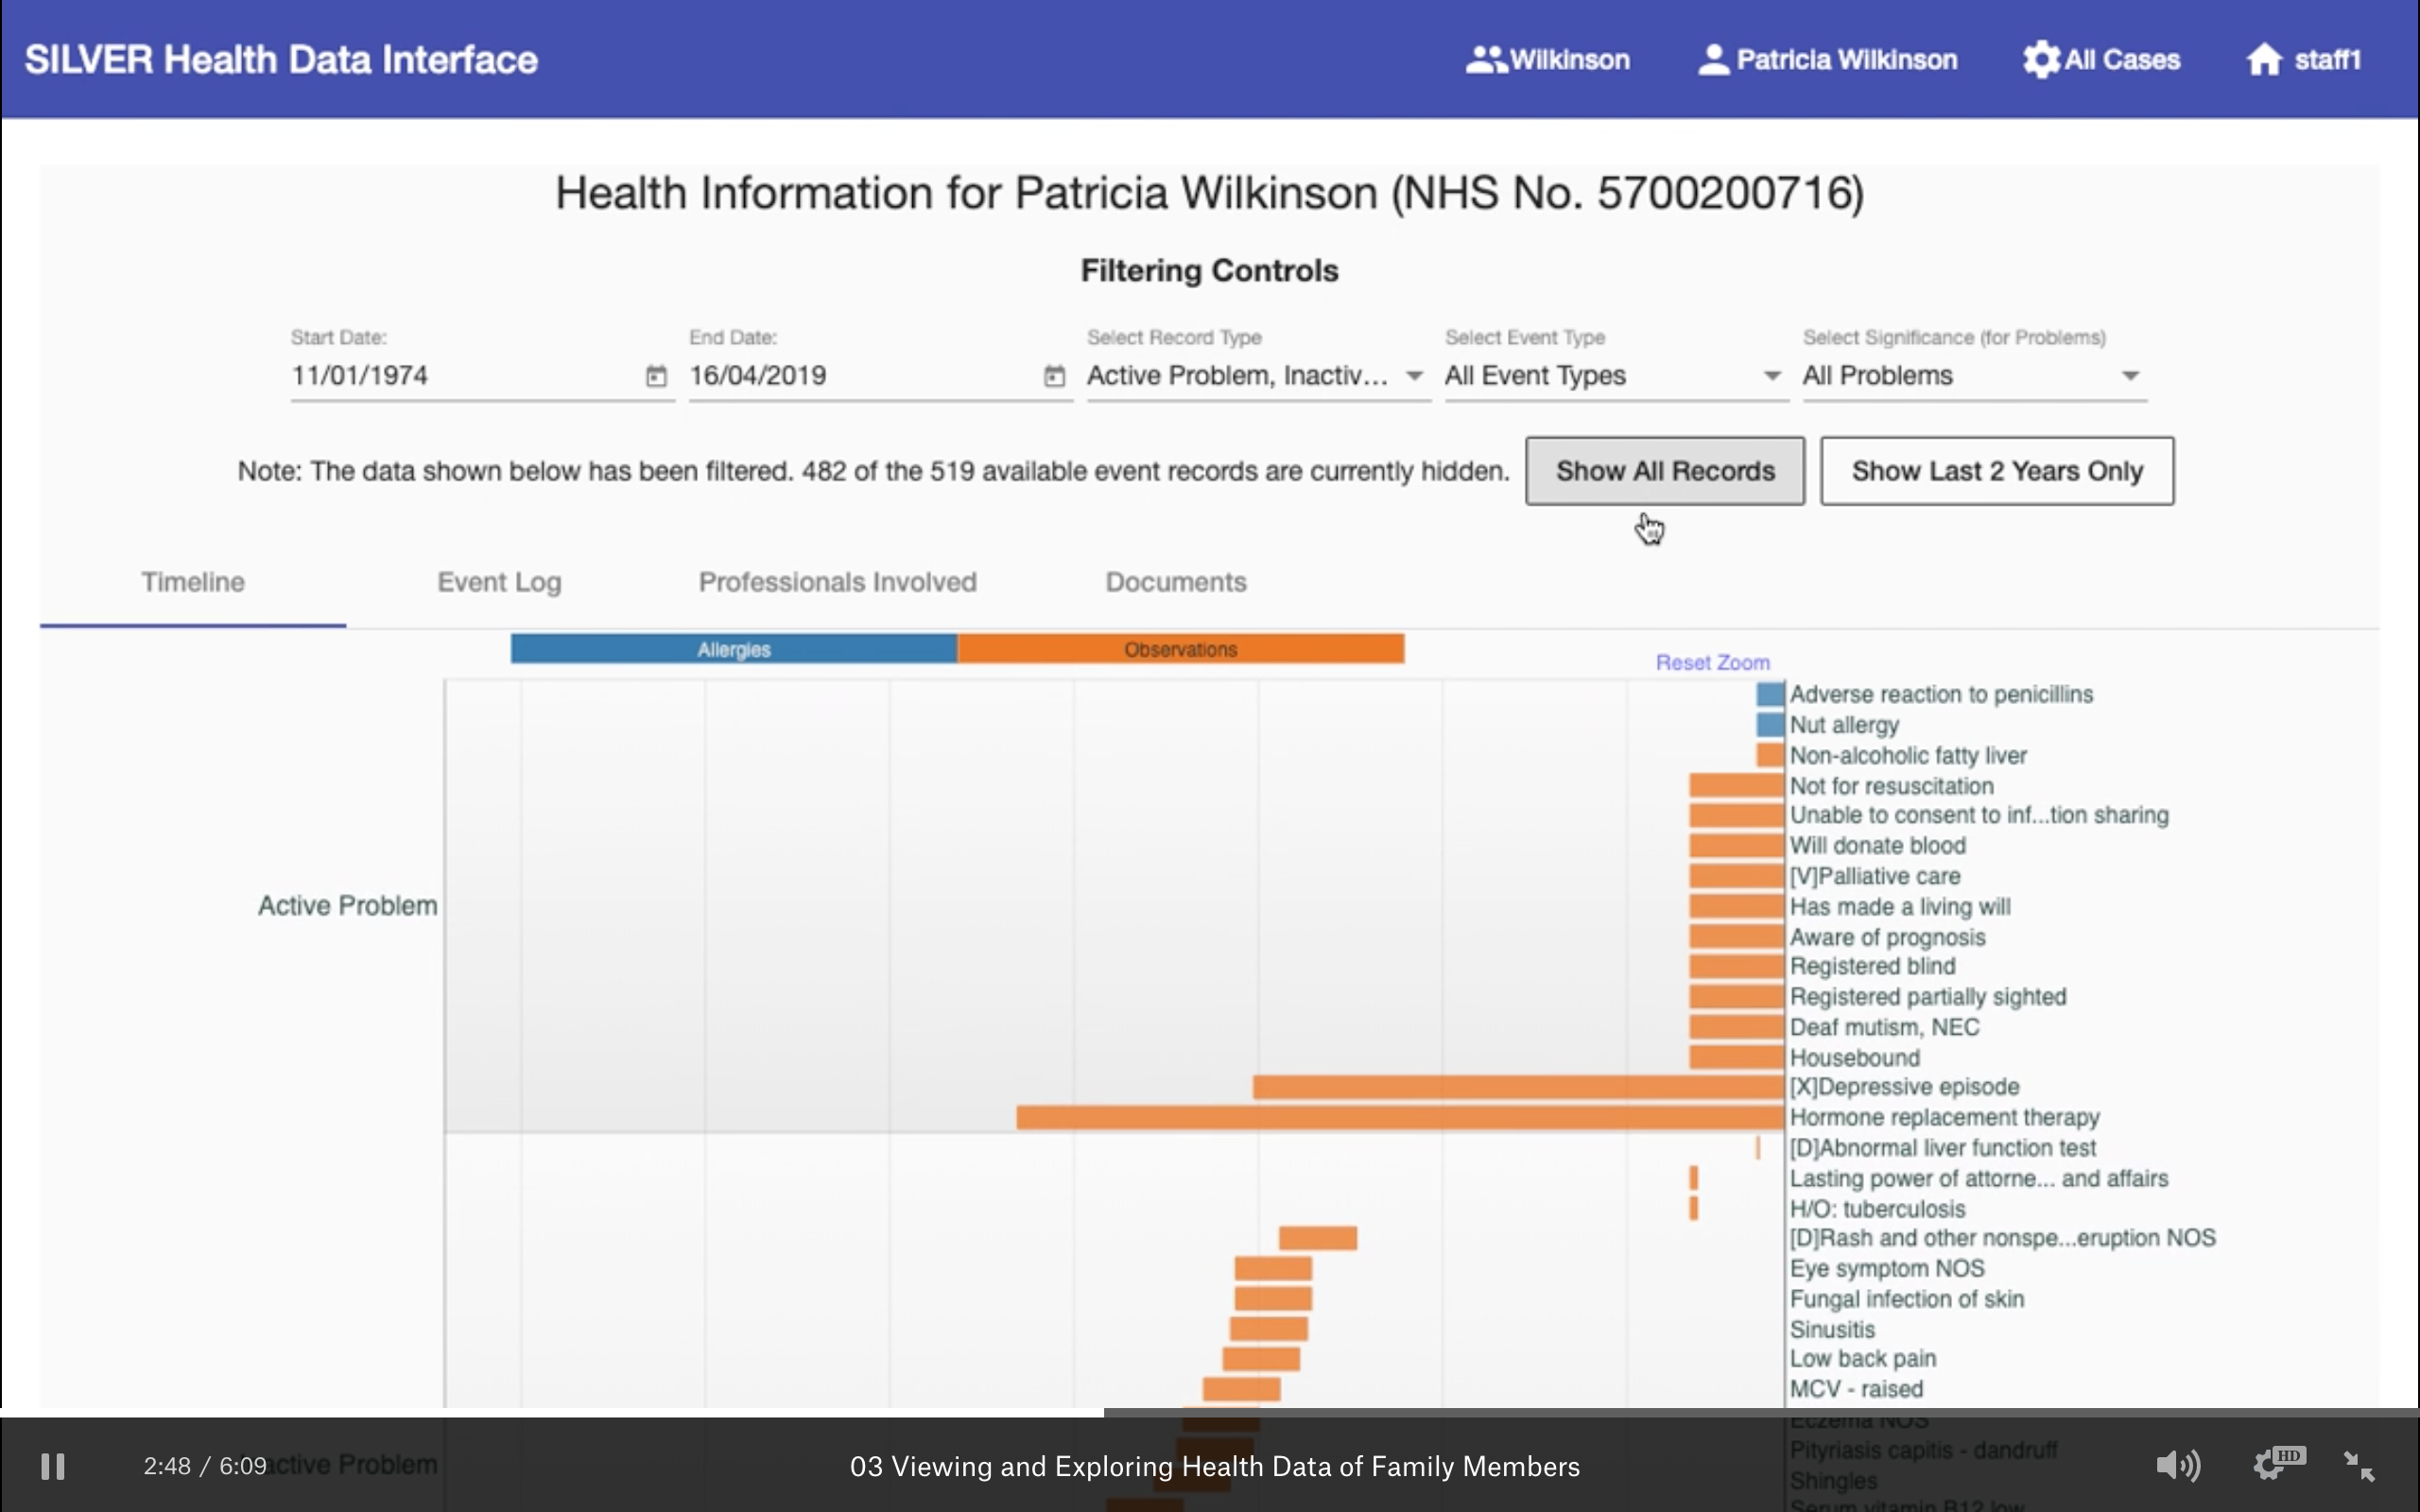 SILVER Health Data Interface
Wilkinson
Patricia Wilkinson
All Cases
staff1
Health Information for Patricia Wilkinson (NHS No. 5700200716)
Filtering Controls
Start Date:
11/01/1974
End Date:
16/04/2019
Select Record Type
Active Problem, Inactiv...
Select Event Type
All Event Types
Select Significance (for Problems)
All Problems
Note: The data shown below has been filtered. 482 of the 519 available event records are currently hidden.
Show All Records
Show Last 2 Years Only
Timeline
Event Log
Professionals Involved
Documents
Allergies
Observations
Reset Zoom
Active Problem
Adverse reaction to penicillins
Nut allergy
Non-alcoholic fatty liver
Not for resuscitation
Unable to consent to inf...tion sharing
Will donate blood
[V]Palliative care
Has made a living will
Aware of prognosis
Registered blind
Registered partially sighted
Deaf mutism, NEC
Housebound
[X]Depressive episode
Hormone replacement therapy
[D]Abnormal liver function test
Lasting power of attorne... and affairs
H/O: tuberculosis
[D]Rash and other nonspe...eruption NOS
Eye symptom NOS
Fungal infection of skin
Sinusitis
Low back pain
MCV - raised
Eczema NOS
Pityriasis capitis - dandruff
Shingles
Serum vitamin B12 low
2:48 / 6:09
active Problem
03 Viewing and Exploring Health Data of Family Members
HD